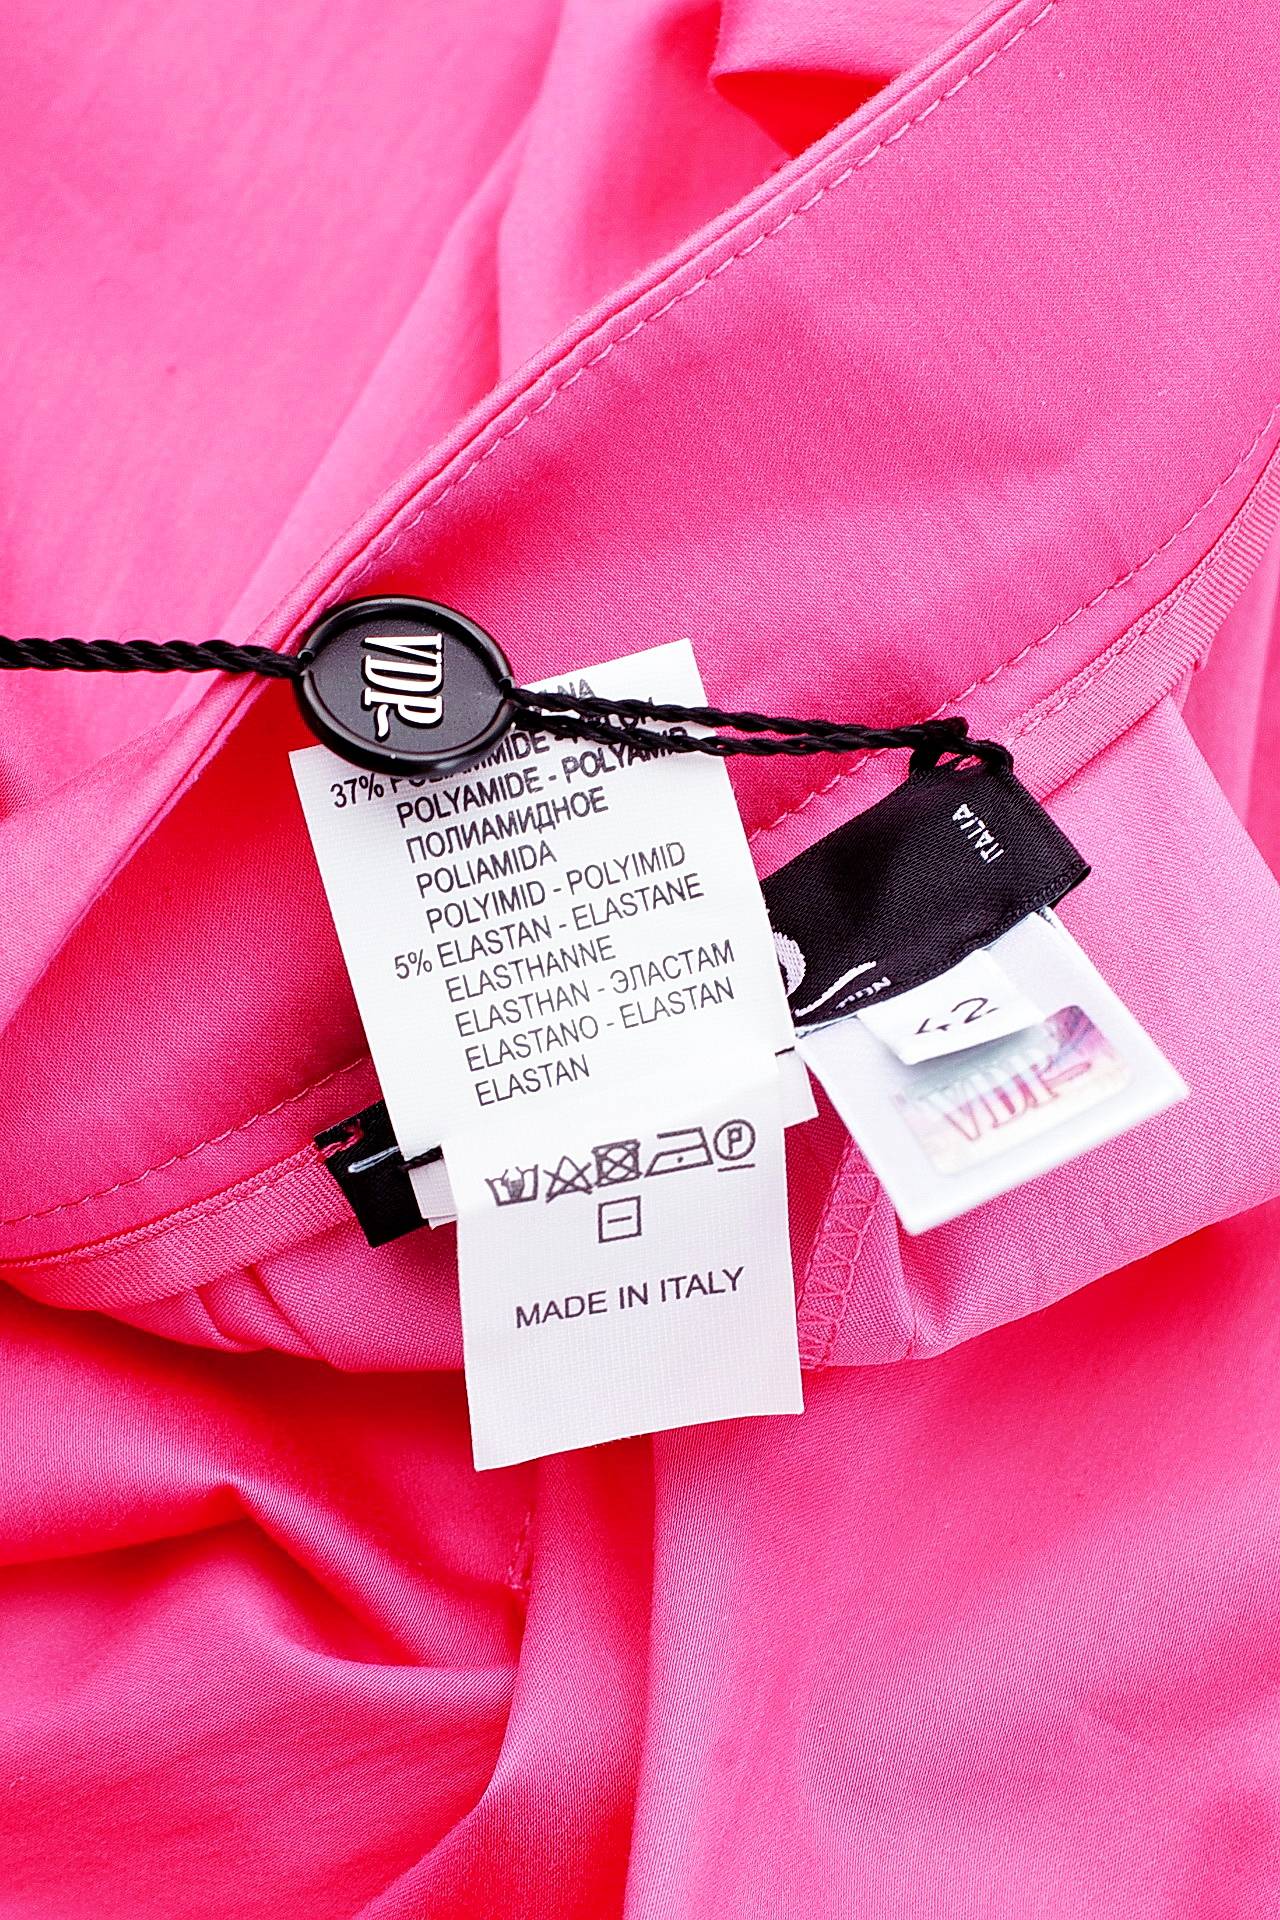 VDP
37% POLIAMMIDE
POLYAMIDE - POLYAMID
ПОЛИАМИДНОЕ
POLIAMIDA
POLYIMID - POLYIMID
5% ELASTAN - ELASTANE
ELASTHANNE
ELASTHAN - ЭЛАСТАМ
ELASTANO - ELASTAN
ELASTAN
P
MADE IN ITALY
ITALIA
42
VDP